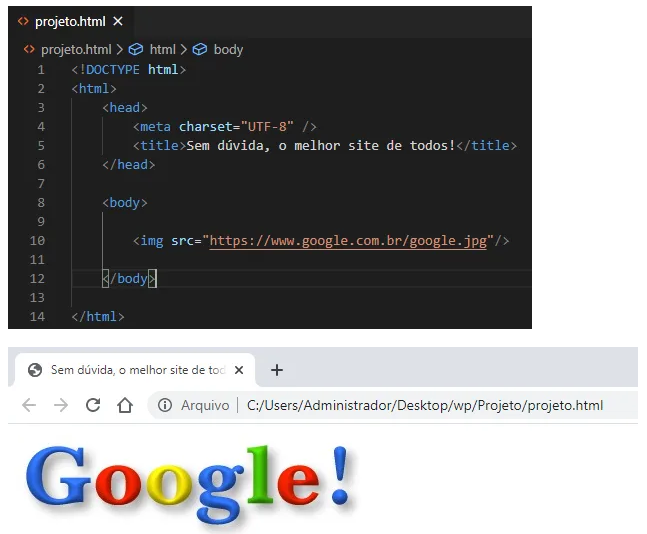 projeto.html
projeto.html > html > body
1 <!DOCTYPE html>
2 <html>
3 <head>
4 <meta charset="UTF-8" />
5 <title>Sem dúvida, o melhor site de todos!</title>
6 </head>
7
8 <body>
9
10 <img src="https://www.google.com.br/google.jpg"/>
11
12 </body>
13
14 </html>
Sem dúvida, o melhor site de tod
Arquivo | C:/Users/Administrador/Desktop/wp/Projeto/projeto.html
Google!